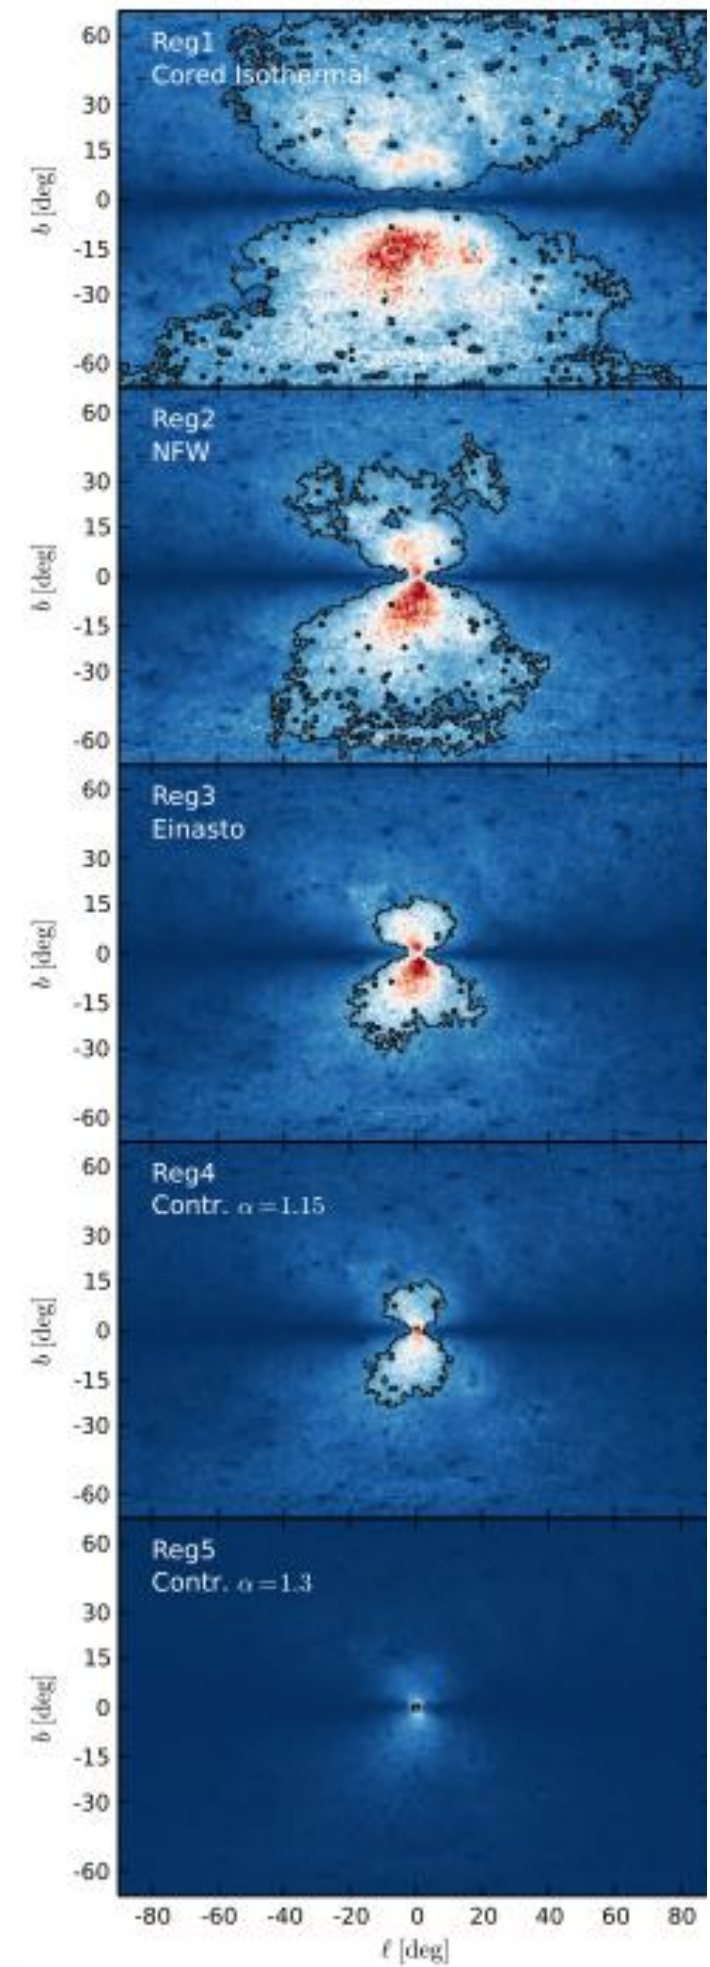 Reg1
Cored Isothermal
60
30
15
0
-15
-30
-60
b [deg]
Reg2
NFW
60
30
15
0
-15
-30
-60
b [deg]
Reg3
Einasto
60
30
15
0
-15
-30
-60
b [deg]
Reg4
Contr. α=1.15
60
30
15
0
-15
-30
-60
b [deg]
Reg5
Contr. α=1.3
60
30
15
0
-15
-30
-60
b [deg]
-80 -60 -40 -20 0 20 40 60 80
ℓ [deg]